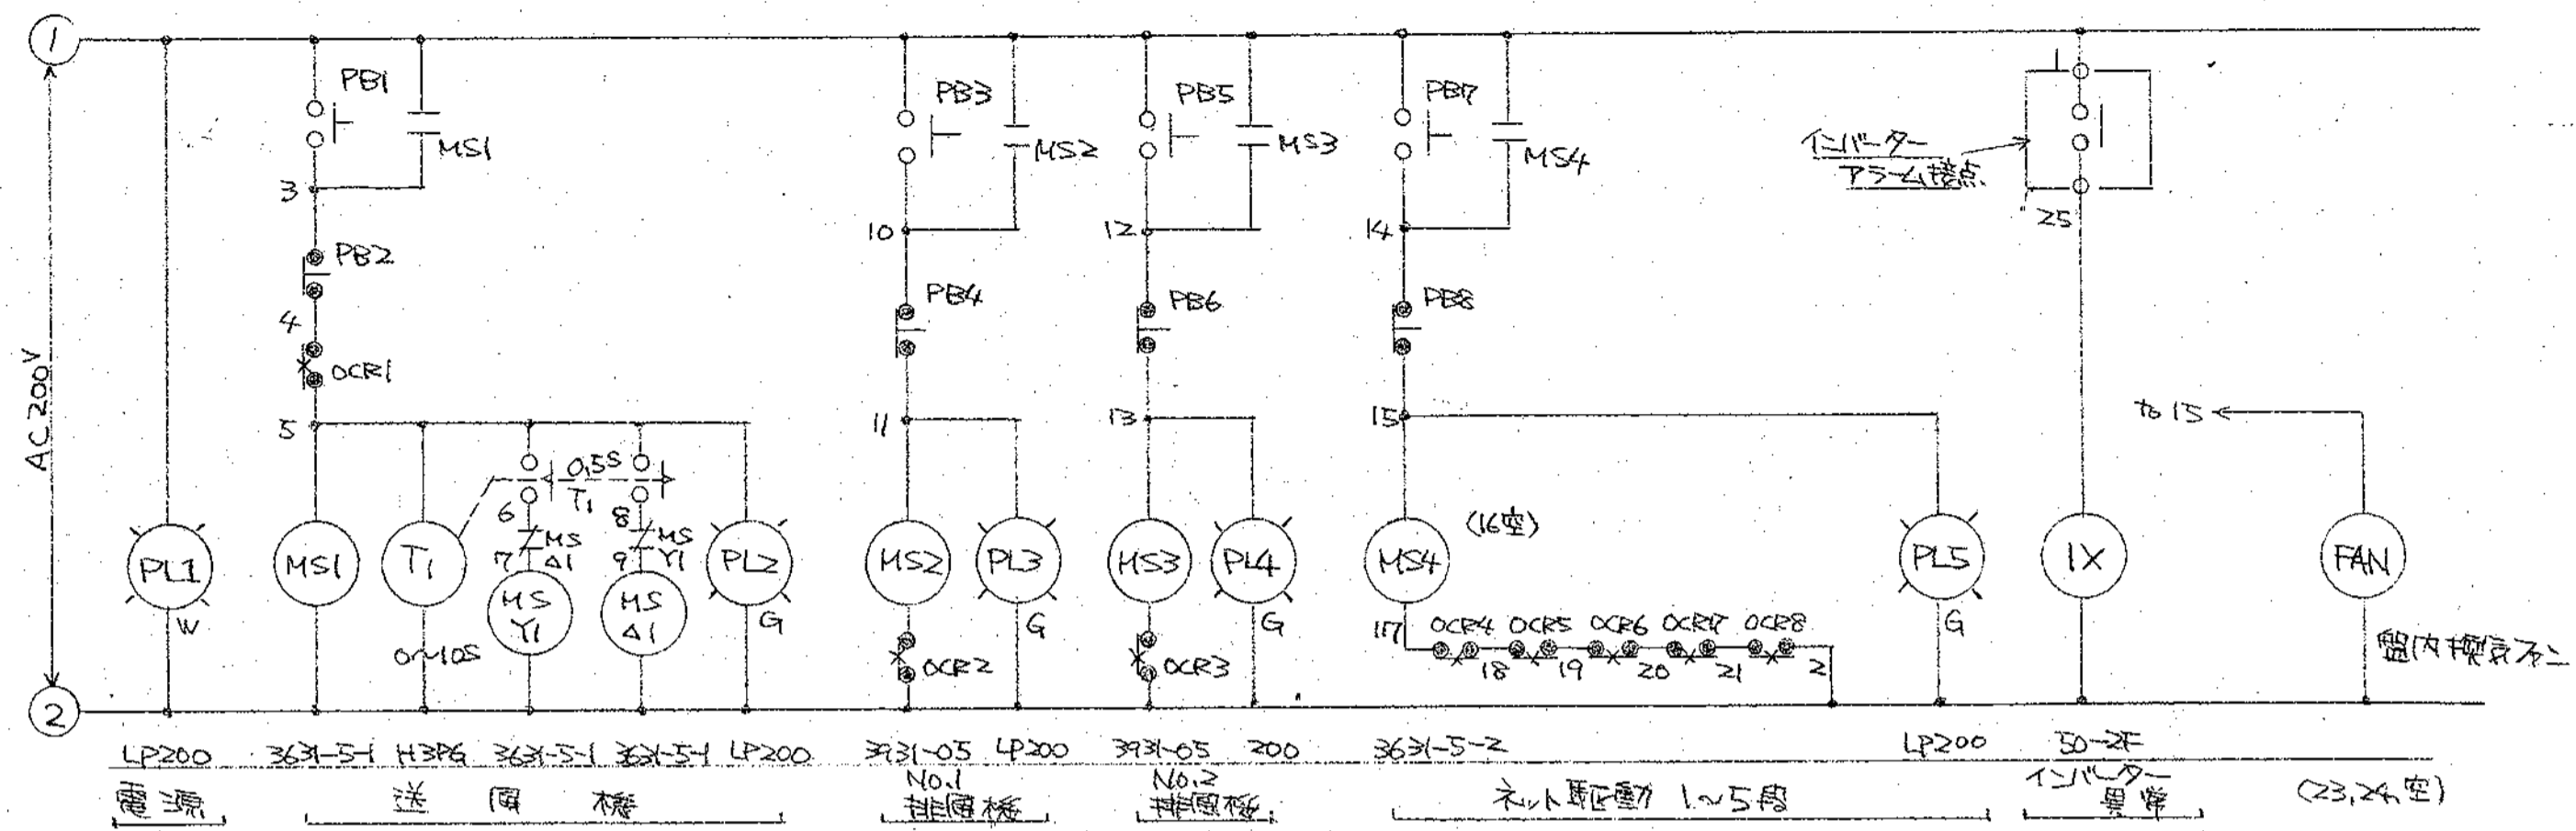 1
AC 200V
2
PB1
MS1
3
PB2
4
OCR1
5
0.5S
T1
6
8
MS
Δ1
7
MS
Y1
9
PL1
W
MS1
T1
0~10S
MS
Y1
MS
Δ1
PL2
G
PB3
MS2
10
PB4
11
MS2
OCR2
PL3
G
PB5
MS3
12
PB6
13
MS3
OCR3
PL4
G
PB7
MS4
14
PB8
15
MS4
(16空)
17
OCR4 OCR5 OCR6 OCR7 OCR8
18 19 20 21 2
PL5
G
インバーター
アラーム接点
1
25
1X
to 15
FAN
盤内換気ファン
LP200 3631-5-1 H3PG 3631-5-1 3631-5-1 LP200 3931-05 LP200 3931-05 200 3631-5-2 LP200 50-2F
電源
送風機
No.1
排風機
No.2
排風機
ネット駆動 1~5段
インバーター
異常
(23,24,空)